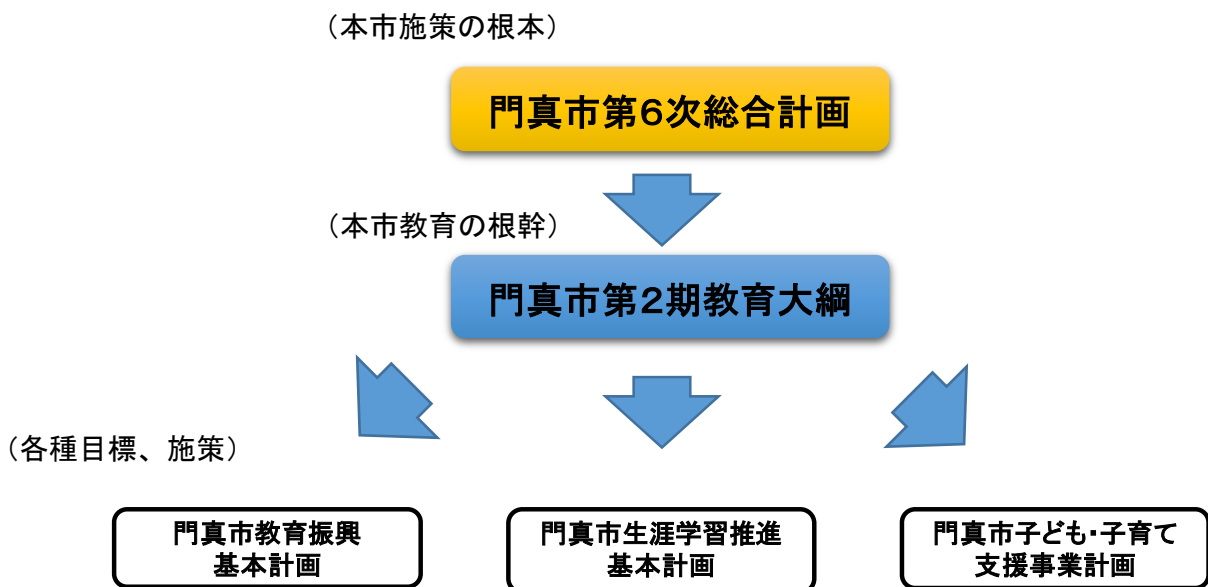 （本市施策の根本）
門真市第６次総合計画
（本市教育の根幹）
門真市第２期教育大綱
（各種目標、施策）
門真市教育振興
基本計画
門真市生涯学習推進
基本計画
門真市子ども・子育て
支援事業計画